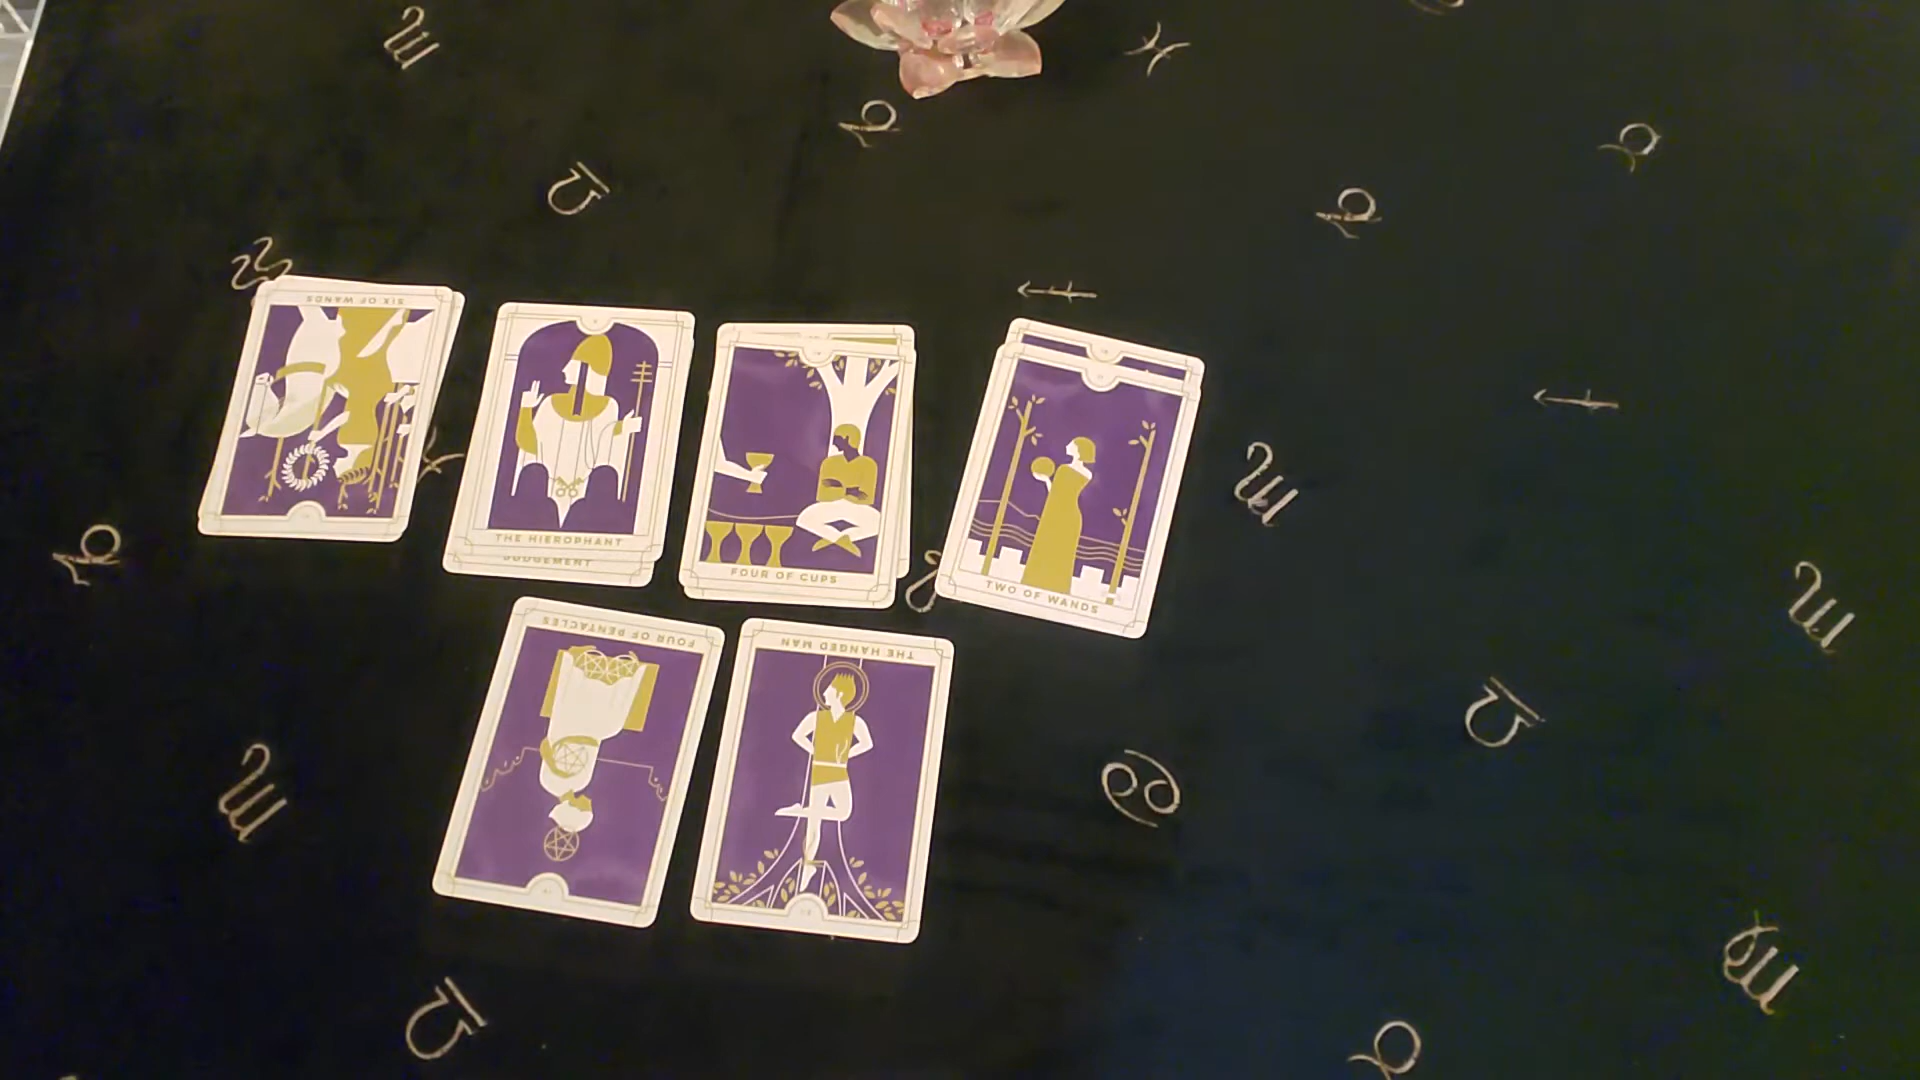 SIX OF WANDS
THE HIEROPHANT
JUDGEMENT
FOUR OF CUPS
TWO OF WANDS
FOUR OF PENTACLES
THE HANGED MAN